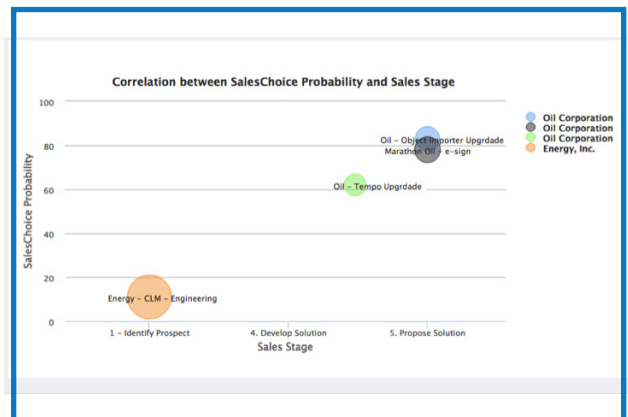 Correlation between SalesChoice Probability and Sales Stage
100
80
60
40
20
0
SalesChoice Probability
Oil - Object Importer Upgrdade
Marathon Oil - e-sign
Oil - Tempo Upgrdade
Energy - CLM - Engineering
1 - Identify Prospect
4. Develop Solution
5. Propose Solution
Sales Stage
Oil Corporation
Oil Corporation
Oil Corporation
Energy, Inc.